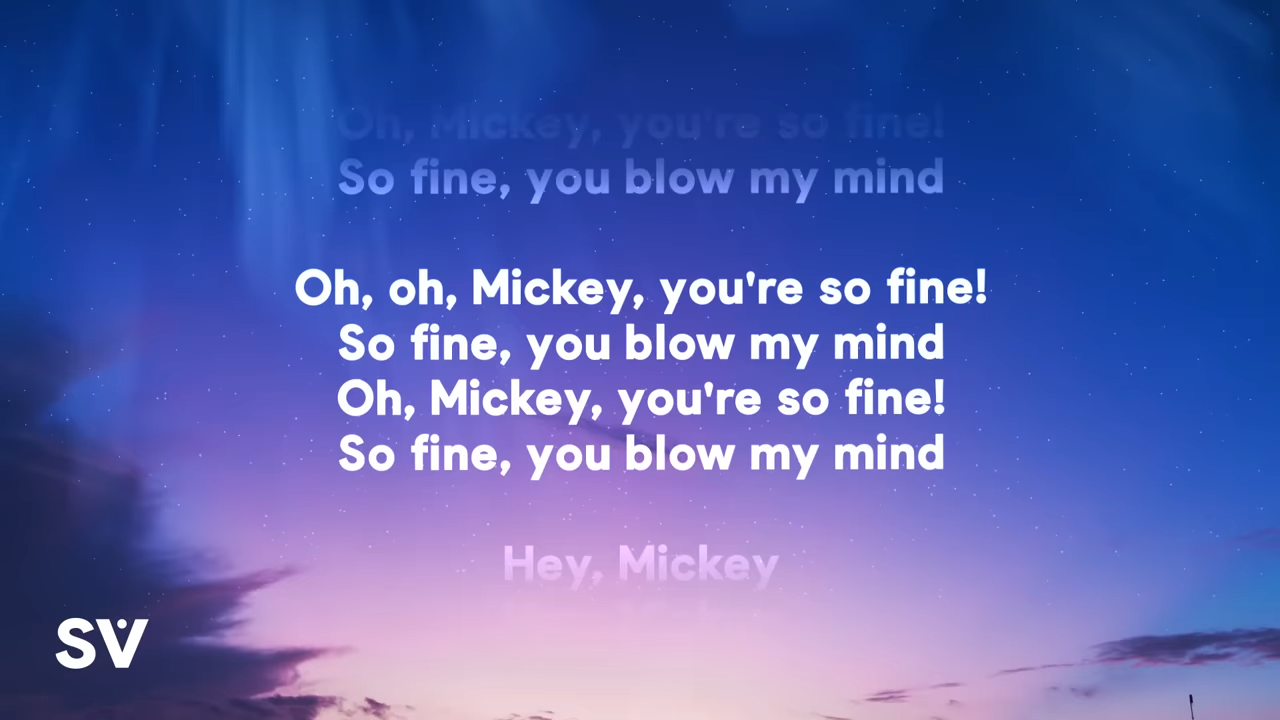 Oh, Mickey, you're so fine!
So fine, you blow my mind
Oh, oh, Mickey, you're so fine!
So fine, you blow my mind
Oh, Mickey, you're so fine!
So fine, you blow my mind
Hey, Mickey
SV